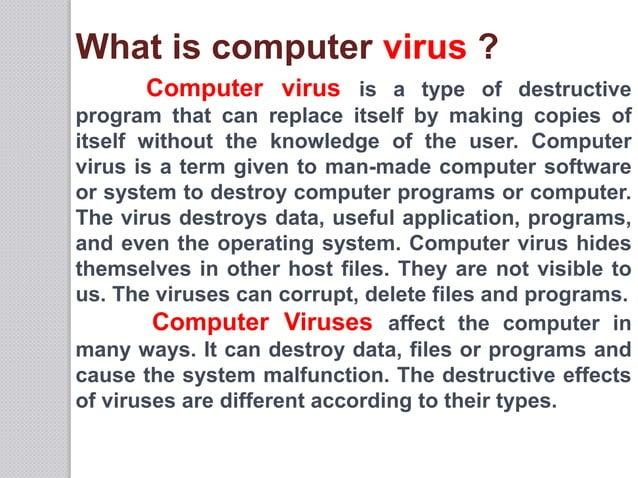 What is computer virus ?
Computer virus is a type of destructive
program that can replace itself by making copies of
itself without the knowledge of the user. Computer
virus is a term given to man-made computer software
or system to destroy computer programs or computer.
The virus destroys data, useful application, programs,
and even the operating system. Computer virus hides
themselves in other host files. They are not visible to
us. The viruses can corrupt, delete files and programs.
Computer Viruses affect the computer in
many ways. It can destroy data, files or programs and
cause the system malfunction. The destructive effects
of viruses are different according to their types.